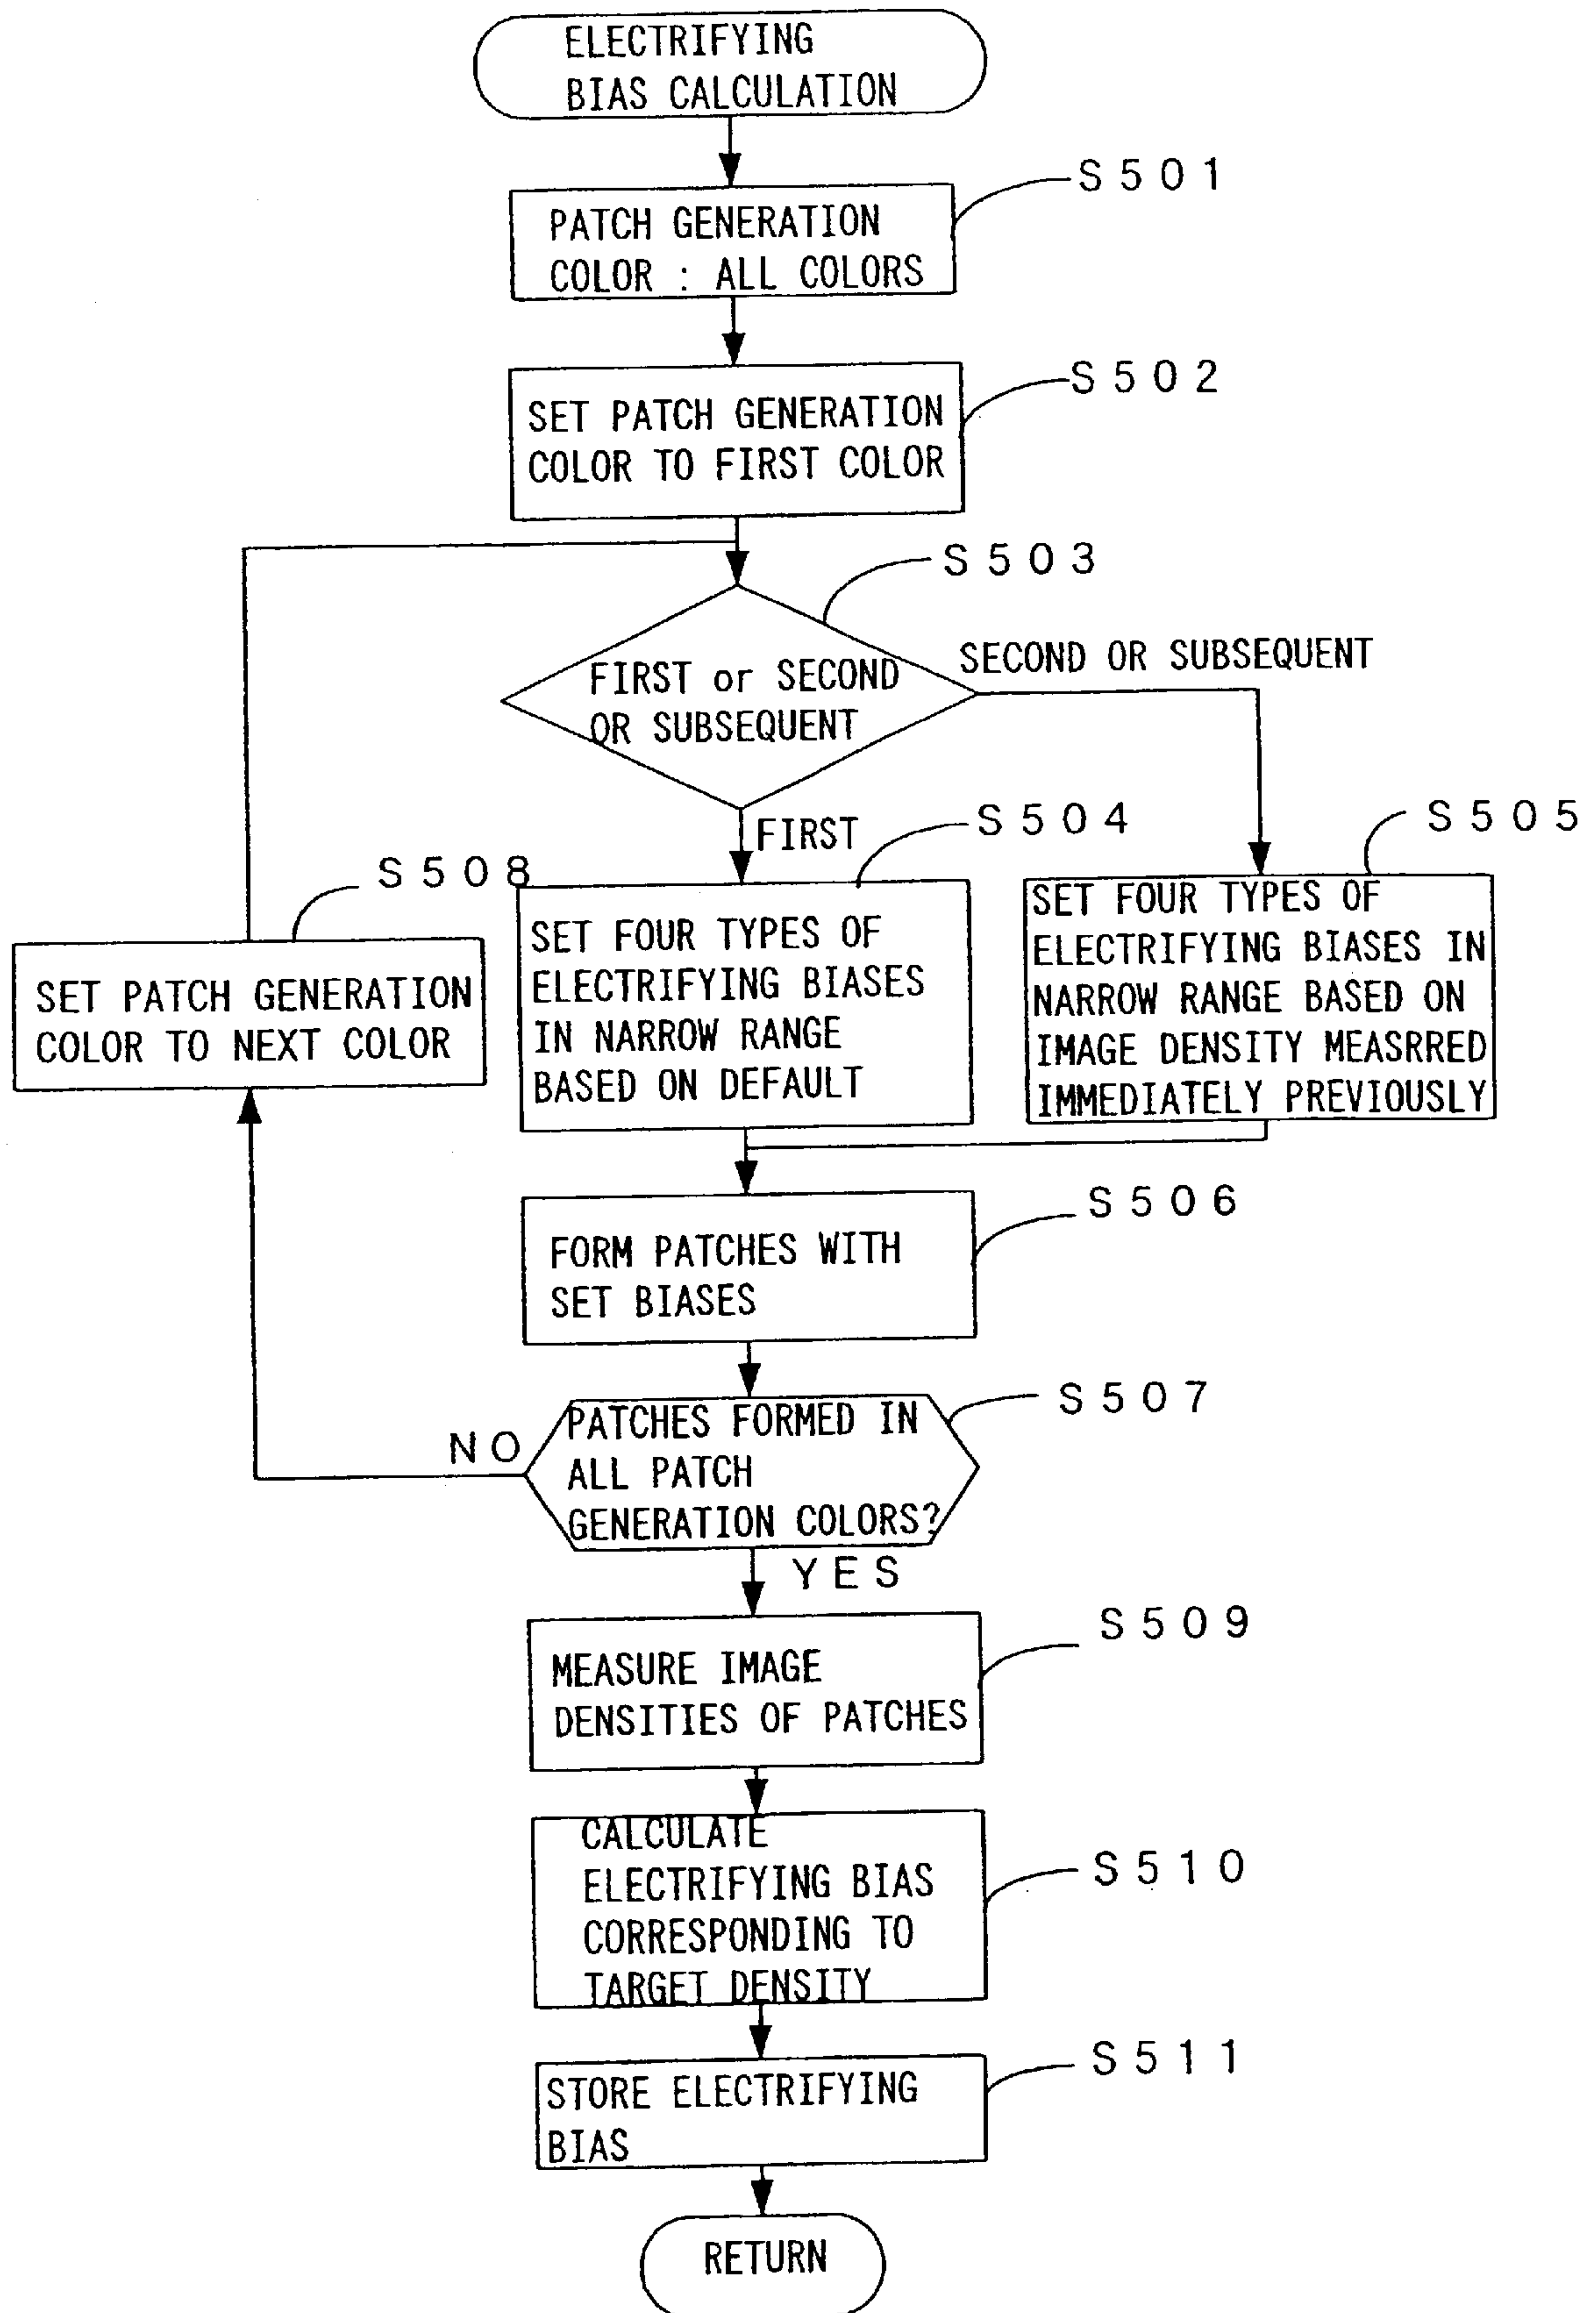 ELECTRIFYING
BIAS CALCULATION
S501
PATCH GENERATION
COLOR : ALL COLORS
S502
SET PATCH GENERATION
COLOR TO FIRST COLOR
S503
FIRST or SECOND
OR SUBSEQUENT
SECOND OR SUBSEQUENT
FIRST
S504
SET FOUR TYPES OF
ELECTRIFYING BIASES
IN NARROW RANGE
BASED ON DEFAULT
S505
SET FOUR TYPES OF
ELECTRIFYING BIASES IN
NARROW RANGE BASED ON
IMAGE DENSITY MEASRRED
IMMEDIATELY PREVIOUSLY
S508
SET PATCH GENERATION
COLOR TO NEXT COLOR
S506
FORM PATCHES WITH
SET BIASES
S507
PATCHES FORMED IN
ALL PATCH
GENERATION COLORS?
NO
YES
S509
MEASURE IMAGE
DENSITIES OF PATCHES
S510
CALCULATE
ELECTRIFYING BIAS
CORRESPONDING TO
TARGET DENSITY
S511
STORE ELECTRIFYING
BIAS
RETURN